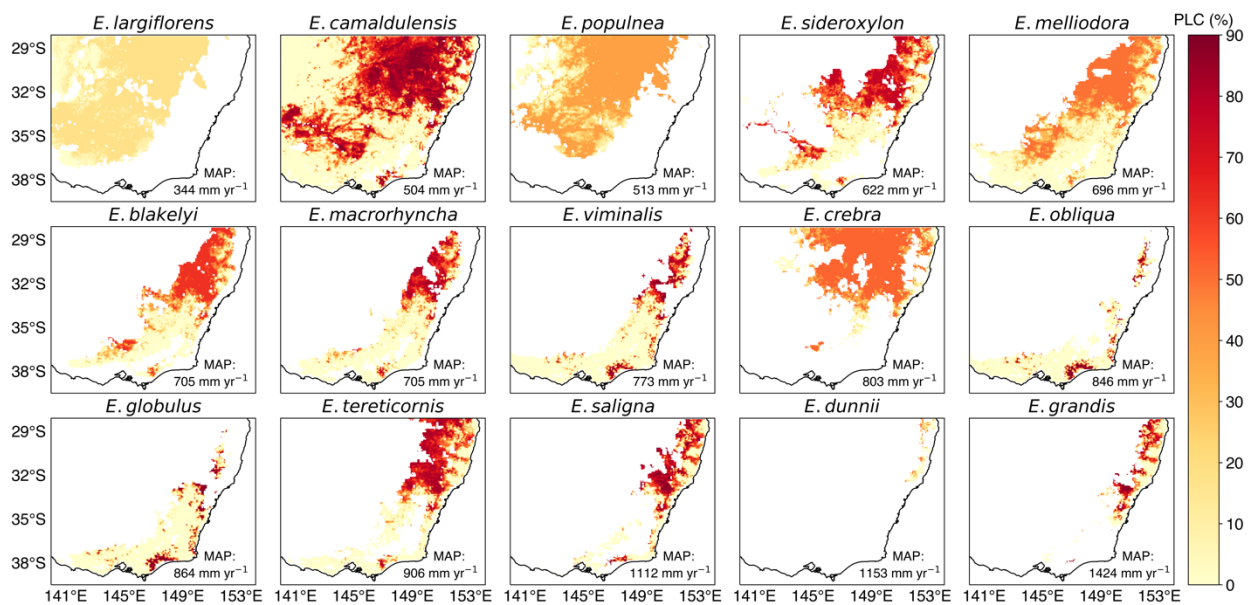 E. largiflorens E. camaldulensis E. populnea E. sideroxylon E. melliodora PLC (%)
29°S 90
32°S 80
35°S 70
38°S MAP: 344 mm yr⁻¹ MAP: 504 mm yr⁻¹ MAP: 513 mm yr⁻¹ MAP: 622 mm yr⁻¹ MAP: 696 mm yr⁻¹
E. blakelyi E. macrorhyncha E. viminalis E. crebra E. obliqua 60
29°S
32°S 50
35°S 40
38°S MAP: 705 mm yr⁻¹ MAP: 705 mm yr⁻¹ MAP: 773 mm yr⁻¹ MAP: 803 mm yr⁻¹ MAP: 846 mm yr⁻¹
E. globulus E. tereticornis E. saligna E. dunnii E. grandis 30
29°S
32°S 20
35°S 10
38°S MAP: 864 mm yr⁻¹ MAP: 906 mm yr⁻¹ MAP: 1112 mm yr⁻¹ MAP: 1153 mm yr⁻¹ MAP: 1424 mm yr⁻¹ 0
141°E 145°E 149°E 153°E 141°E 145°E 149°E 153°E 141°E 145°E 149°E 153°E 141°E 145°E 149°E 153°E 141°E 145°E 149°E 153°E